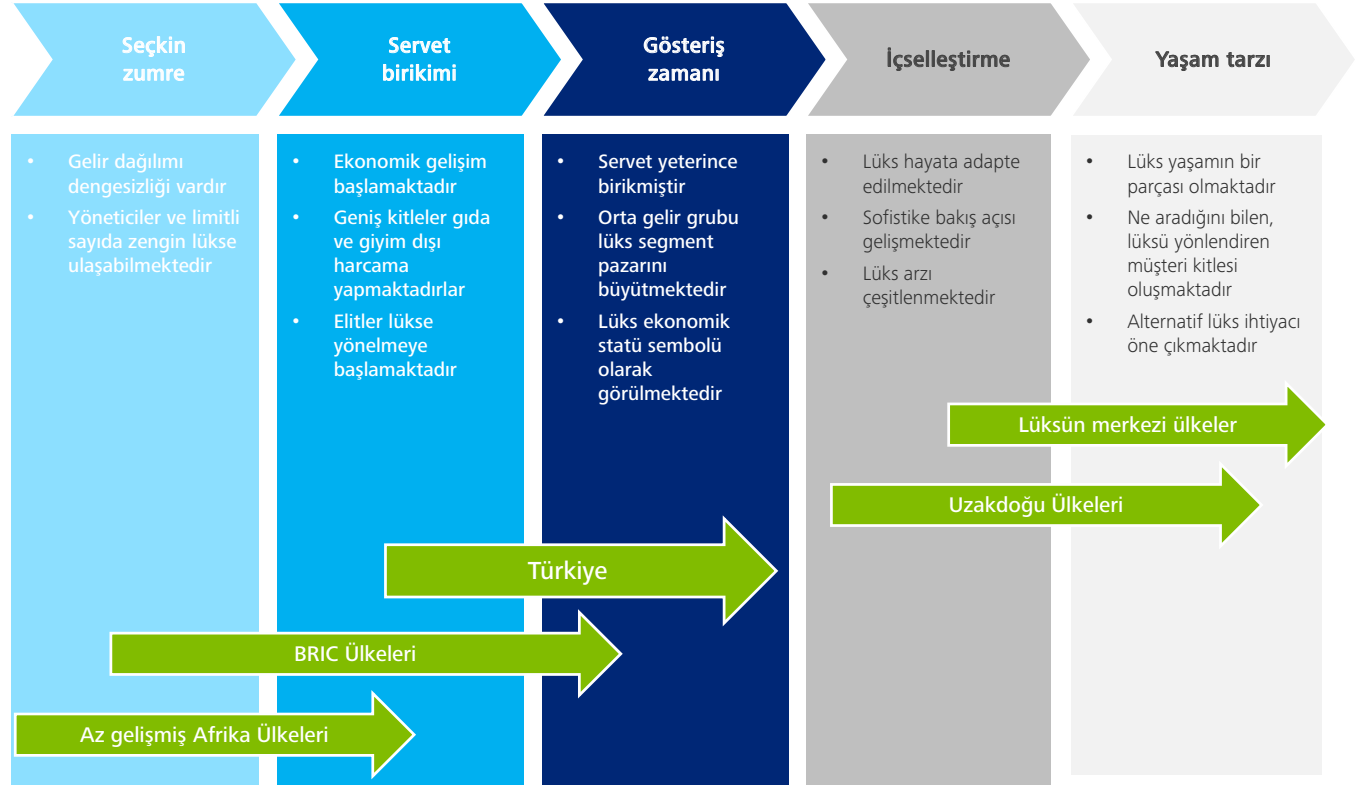 Seçkin
zumre
Servet
birikimi
Gösteriş
zamanı
İçselleştirme
Yaşam tarzı
• Gelir dağılımı
dengesizliği vardır
• Yöneticiler ve limitli
sayıda zengin lükse
ulaşabilmektedir
• Ekonomik gelişim
başlamaktadır
• Geniş kitleler gıda
ve giyim dışı
harcama
yapmaktadırlar
• Elitler lükse
yönelmeye
başlamaktadır
• Servet yeterince
birikmiştir
• Orta gelir grubu
lüks segment
pazarını
büyütmektedir
• Lüks ekonomik
statü sembolü
olarak
görülmektedir
• Lüks hayata adapte
edilmektedir
• Sofistike bakış açısı
gelişmektedir
• Lüks arzı
çeşitlenmektedir
• Lüks yaşamın bir
parçası olmaktadır
• Ne aradığını bilen,
lüksü yönlendiren
müşteri kitlesi
oluşmaktadır
• Alternatif lüks ihtiyacı
öne çıkmaktadır
Lüksün merkezi ülkeler
Uzakdoğu Ülkeleri
Türkiye
BRIC Ülkeleri
Az gelişmiş Afrika Ülkeleri